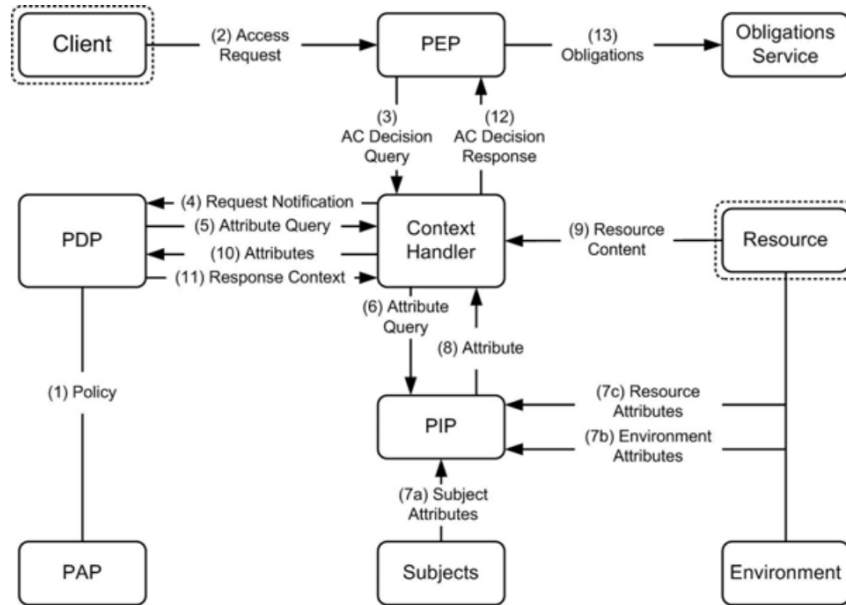 Client
(2) Access
Request
PEP
(13)
Obligations
Obligations
Service
(3)
AC Decision
Query
(12)
AC Decision
Response
PDP
(4) Request Notification
(5) Attribute Query
(10) Attributes
(11) Response Context
Context
Handler
(9) Resource
Content
Resource
(6) Attribute
Query
(8) Attribute
(1) Policy
PIP
(7c) Resource
Attributes
(7b) Environment
Attributes
(7a) Subject
Attributes
PAP
Subjects
Environment